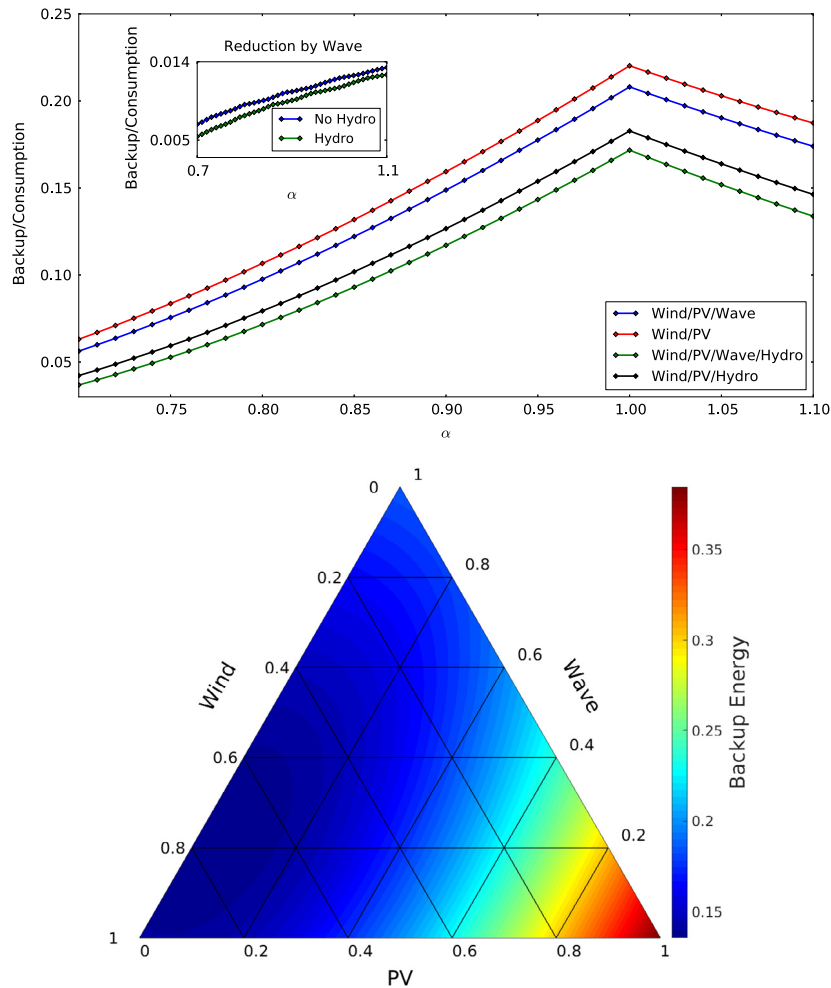 0.25
0.20
0.15
0.10
0.05
Backup/Consumption
Reduction by Wave
0.014
0.005
Backup/Consumption
No Hydro
Hydro
0.7
1.1
α
Wind/PV/Wave
Wind/PV
Wind/PV/Wave/Hydro
Wind/PV/Hydro
0.75 0.80 0.85 0.90 0.95 1.00 1.05 1.10
α
0 1
0.2 0.8
0.4 0.6
0.6 0.4
0.8 0.2
1
Wind
Wave
0 0.2 0.4 0.6 0.8 1
PV
0.35
0.3
0.25
0.2
0.15
Backup Energy